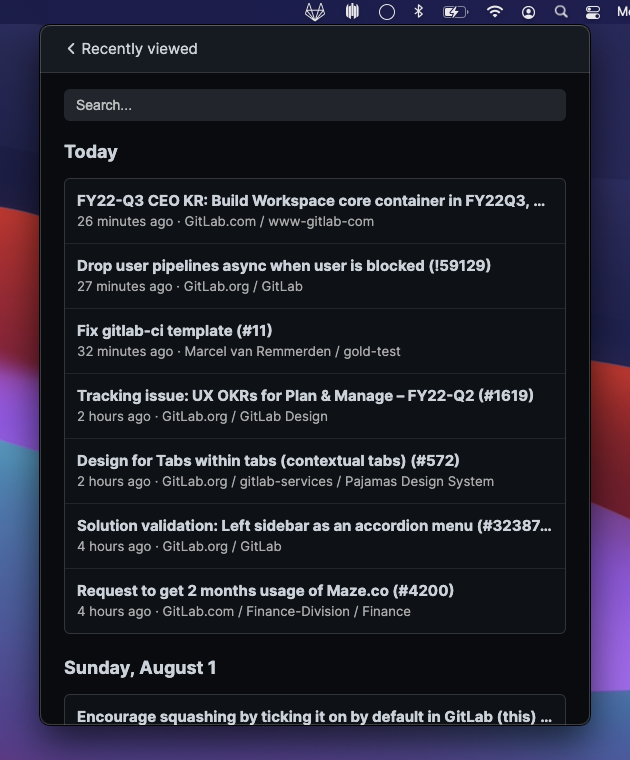 Me
Recently viewed
Search...
Today
FY22-Q3 CEO KR: Build Workspace core container in FY22Q3, ...
26 minutes ago · GitLab.com / www-gitlab-com
Drop user pipelines async when user is blocked (!59129)
27 minutes ago · GitLab.org / GitLab
Fix gitlab-ci template (#11)
32 minutes ago · Marcel van Remmerden / gold-test
Tracking issue: UX OKRs for Plan & Manage – FY22-Q2 (#1619)
2 hours ago · GitLab.org / GitLab Design
Design for Tabs within tabs (contextual tabs) (#572)
2 hours ago · GitLab.org / gitlab-services / Pajamas Design System
Solution validation: Left sidebar as an accordion menu (#32387...
4 hours ago · GitLab.org / GitLab
Request to get 2 months usage of Maze.co (#4200)
4 hours ago · GitLab.com / Finance-Division / Finance
Sunday, August 1
Encourage squashing by ticking it on by default in GitLab (this) ...